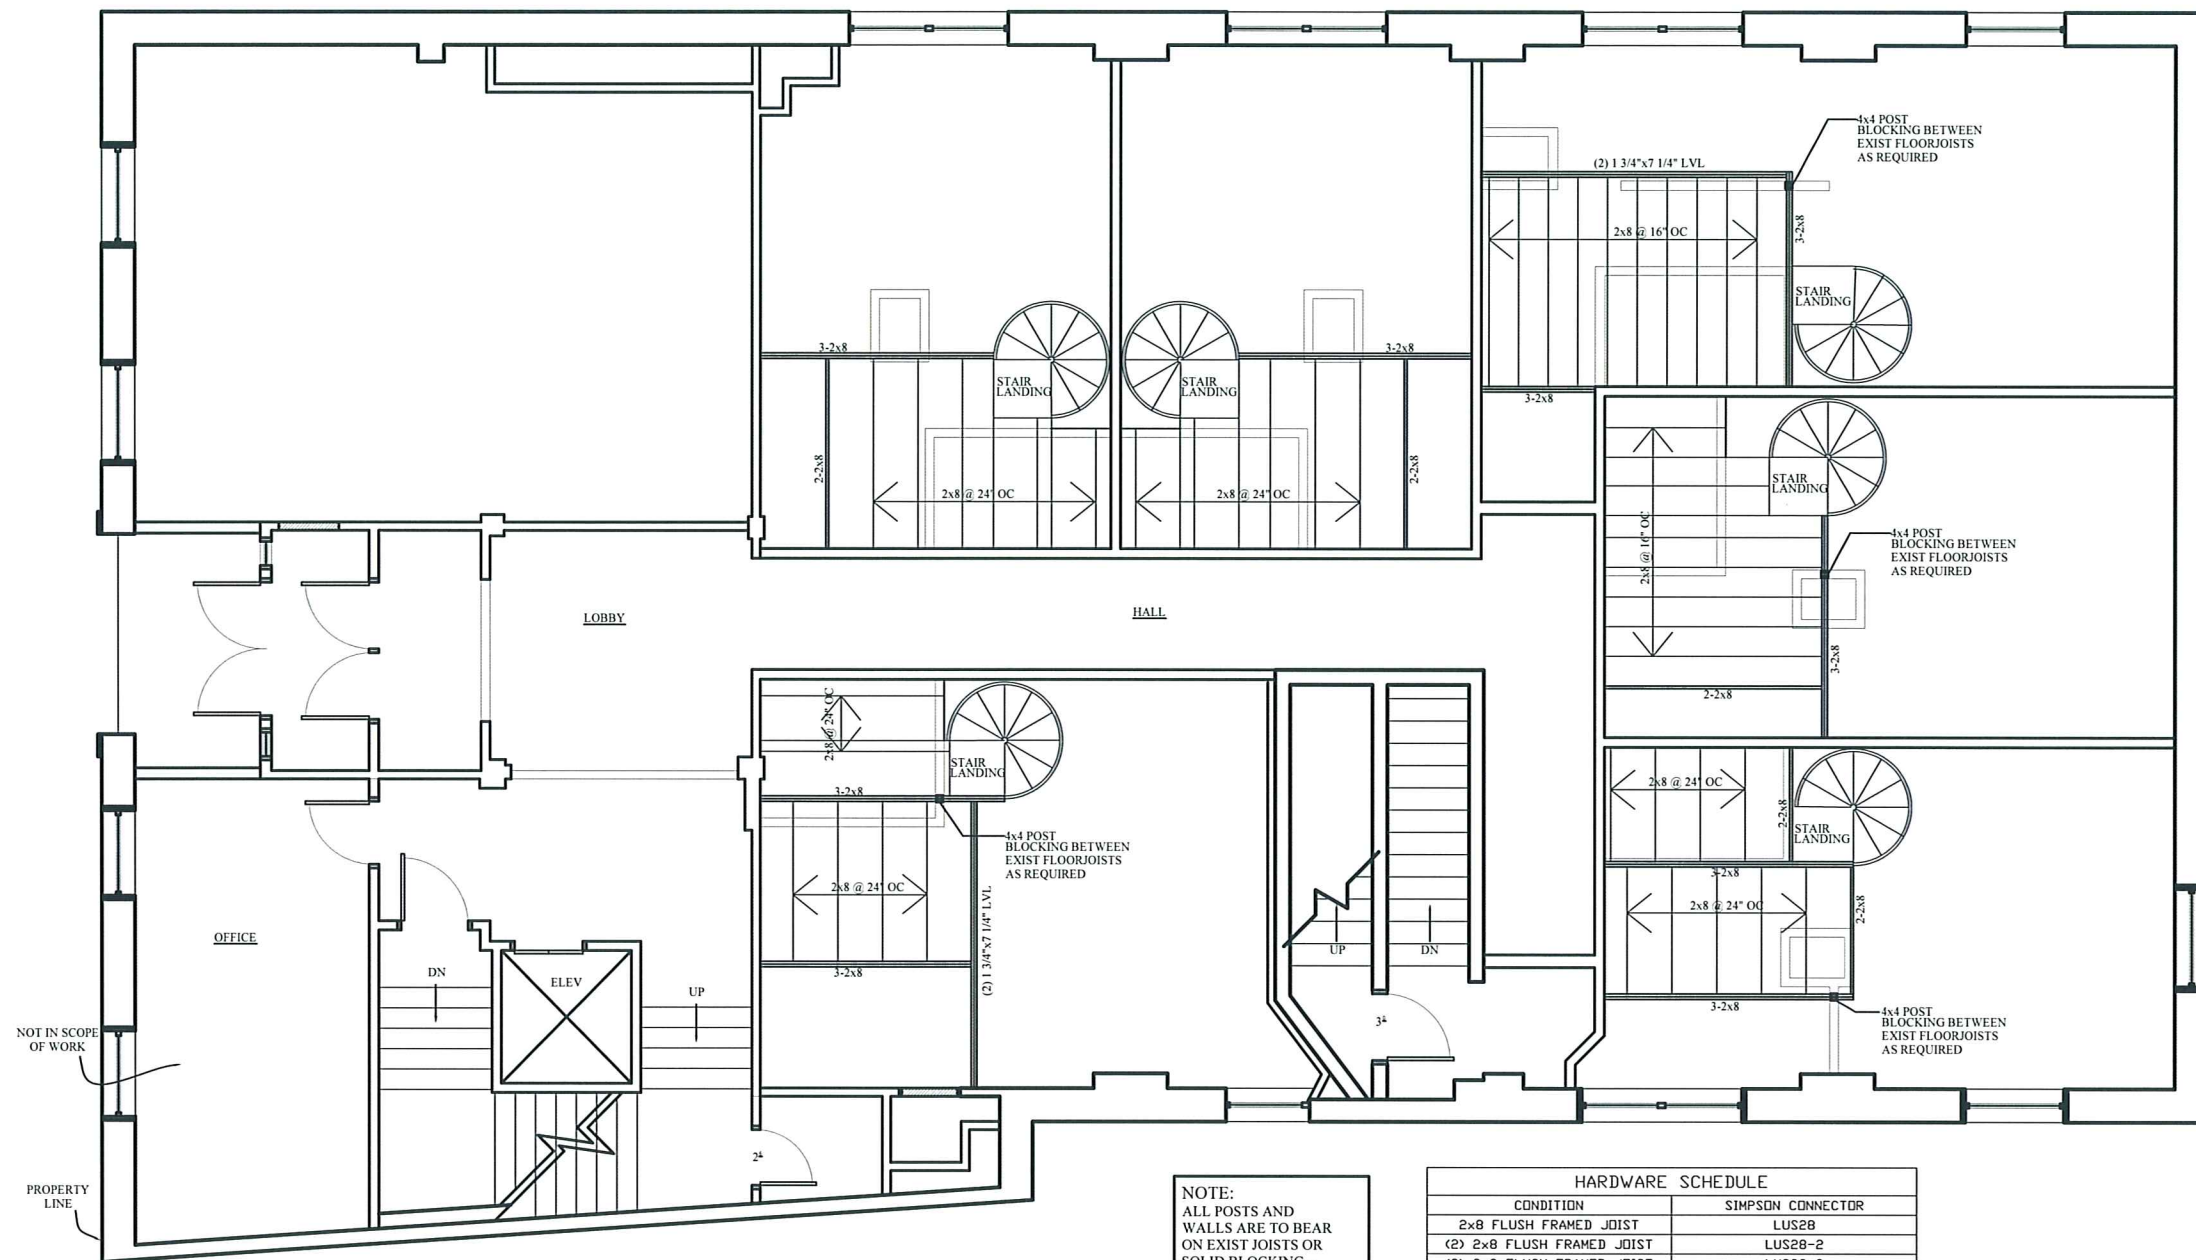 4x4 POST
BLOCKING BETWEEN
EXIST FLOORJOISTS
AS REQUIRED
(2) 1 3/4"x7 1/4" LVL
2x8 @ 16" OC
3-2x8
STAIR
LANDING
3-2x8
3-2x8
3-2x8
STAIR
LANDING
STAIR
LANDING
2-2x8
2-2x8
2x8 @ 24" OC
2x8 @ 24" OC
STAIR
LANDING
2x8 @ 16" OC
4x4 POST
BLOCKING BETWEEN
EXIST FLOORJOISTS
AS REQUIRED
3-2x8
2-2x8
LOBBY
HALL
2x8 @ 24" OC
STAIR
LANDING
3-2x8
4x4 POST
BLOCKING BETWEEN
EXIST FLOORJOISTS
AS REQUIRED
2x8 @ 24" OC
(2) 1 3/4"x7 1/4" LVL
3-2x8
2x8 @ 24" OC
2-2x8
STAIR
LANDING
3-2x8
2x8 @ 24" OC
2-2x8
3-2x8
4x4 POST
BLOCKING BETWEEN
EXIST FLOORJOISTS
AS REQUIRED
OFFICE
DN
ELEV
UP
UP
DN
NOT IN SCOPE
OF WORK
PROPERTY
LINE
NOTE:
ALL POSTS AND
WALLS ARE TO BEAR
ON EXIST JOISTS OR
SOLID BLOCKING
HARDWARE SCHEDULE
CONDITION SIMPSON CONNECTOR
2x8 FLUSH FRAMED JOIST LUS28
(2) 2x8 FLUSH FRAMED JOIST LUS28-2